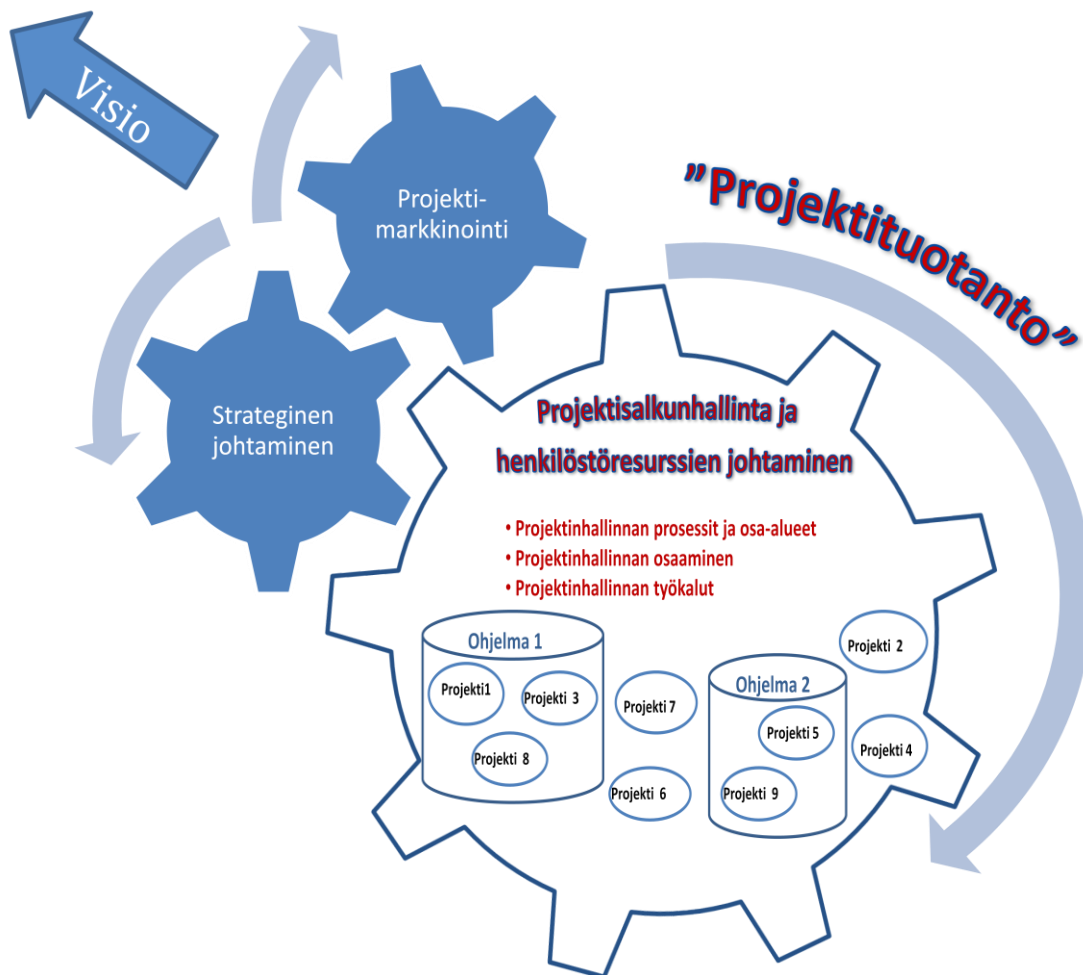 Visio
Projekti-
markkinointi
”Projektituotanto”
Strateginen
johtaminen
Projektisalkunhallinta ja
henkilöstöresurssien johtaminen
• Projektinhallinnan prosessit ja osa-alueet
• Projektinhallinnan osaaminen
• Projektinhallinnan työkalut
Ohjelma 1
Projekti1
Projekti 3
Projekti 8
Projekti 7
Projekti 6
Ohjelma 2
Projekti 5
Projekti 9
Projekti 2
Projekti 4